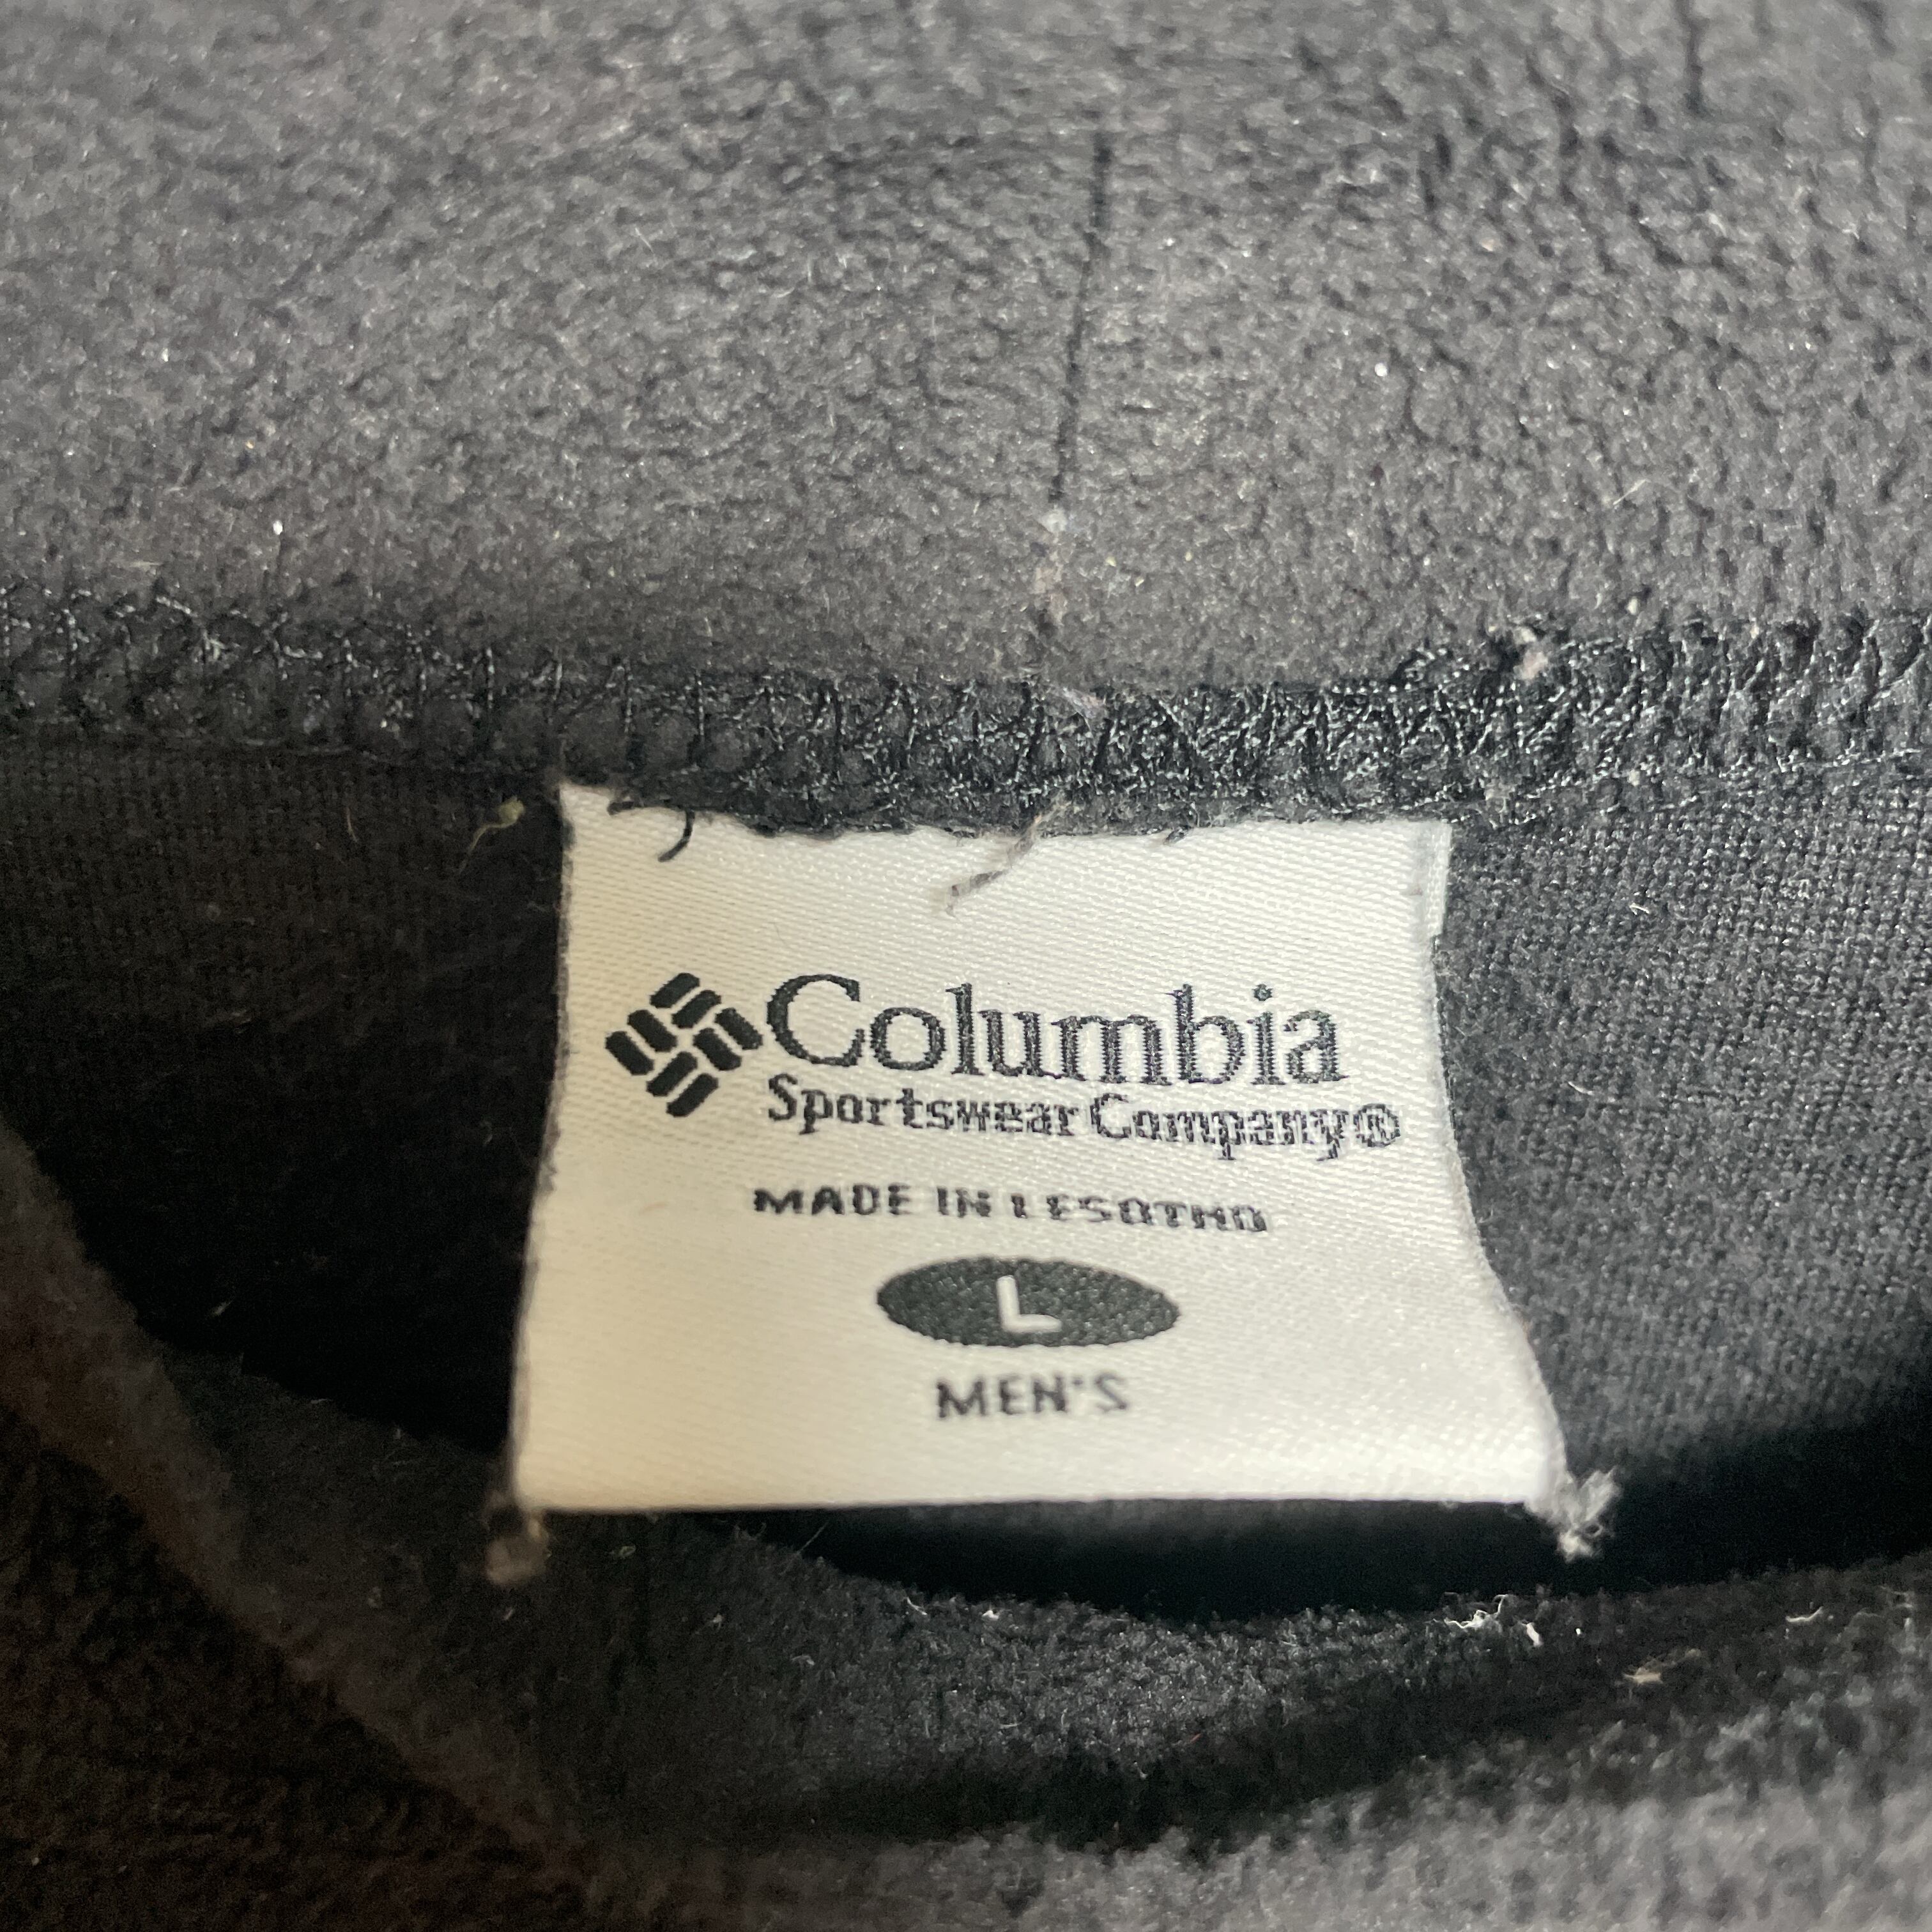 Columbia
Sportswear Company®
MADE IN LESOTHO
L
MEN'S